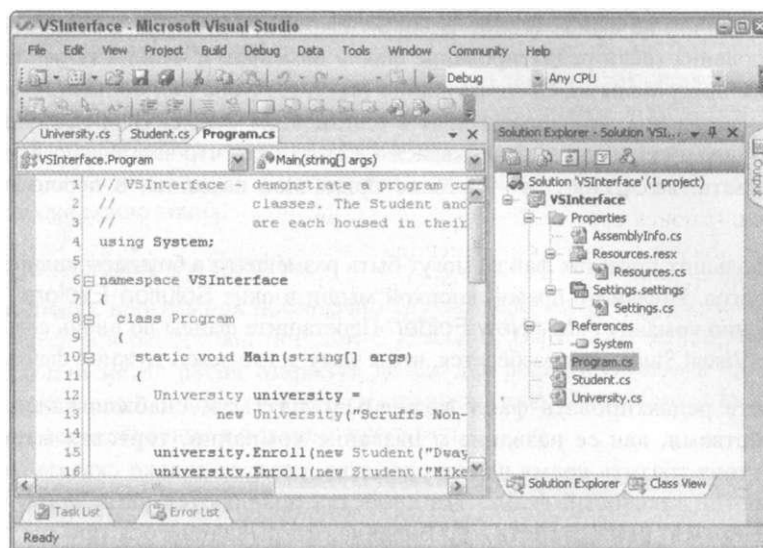 VSInterface - Microsoft Visual Studio
File Edit View Project Build Debug Data Tools Window Community Help
Debug Any CPU
University.cs Student.cs Program.cs
VSInterface.Program Main(string[] args)
1 // VSInterface - demonstrate a program
2 // classes. The Student and
3 // are each housed in their
4 using System;
5
6 namespace VSInterface
7 {
8 class Program
9 {
10 static void Main(string[] args)
11 {
12 University university
13 = new University("Scruffs
14
15 university.Enroll(new Student("Dway
16 university.Enroll(new Student("Mike
Solution Explorer - Solution 'VSI...
Solution 'VSInterface' (1 project)
VSInterface
Properties
AssemblyInfo.cs
Resources.resx
Resources.cs
Settings.settings
Settings.cs
References
System
Program.cs
Student.cs
University.cs
Solution Explorer Class View
Output
Task List Error List
Ready